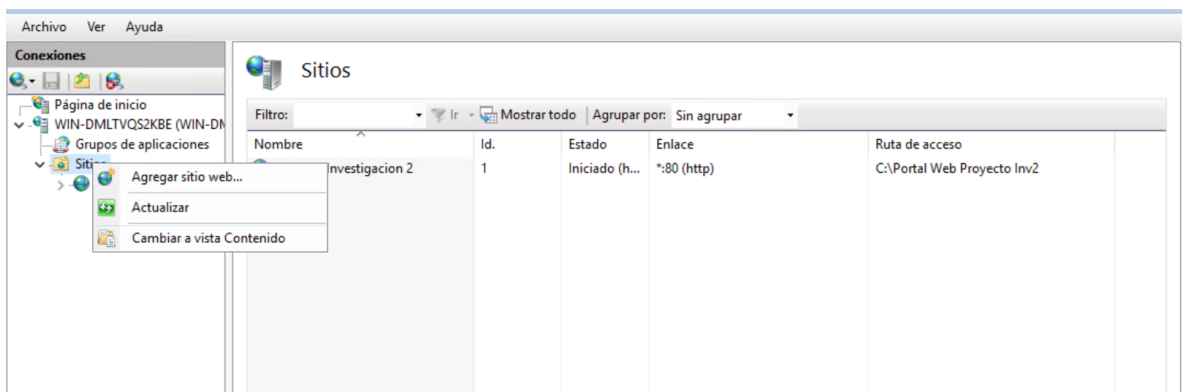 Archivo Ver Ayuda
Conexiones
Página de inicio
WIN-DMLTVQS2KBE (WIN-DM
Grupos de aplicaciones
Sitios
Agregar sitio web...
Actualizar
Cambiar a vista Contenido
Sitios
Filtro: Ir Mostrar todo Agrupar por: Sin agrupar
Nombre Id. Estado Enlace Ruta de acceso
Investigacion 2 1 Iniciado (h... *:80 (http) C:\Portal Web Proyecto Inv2